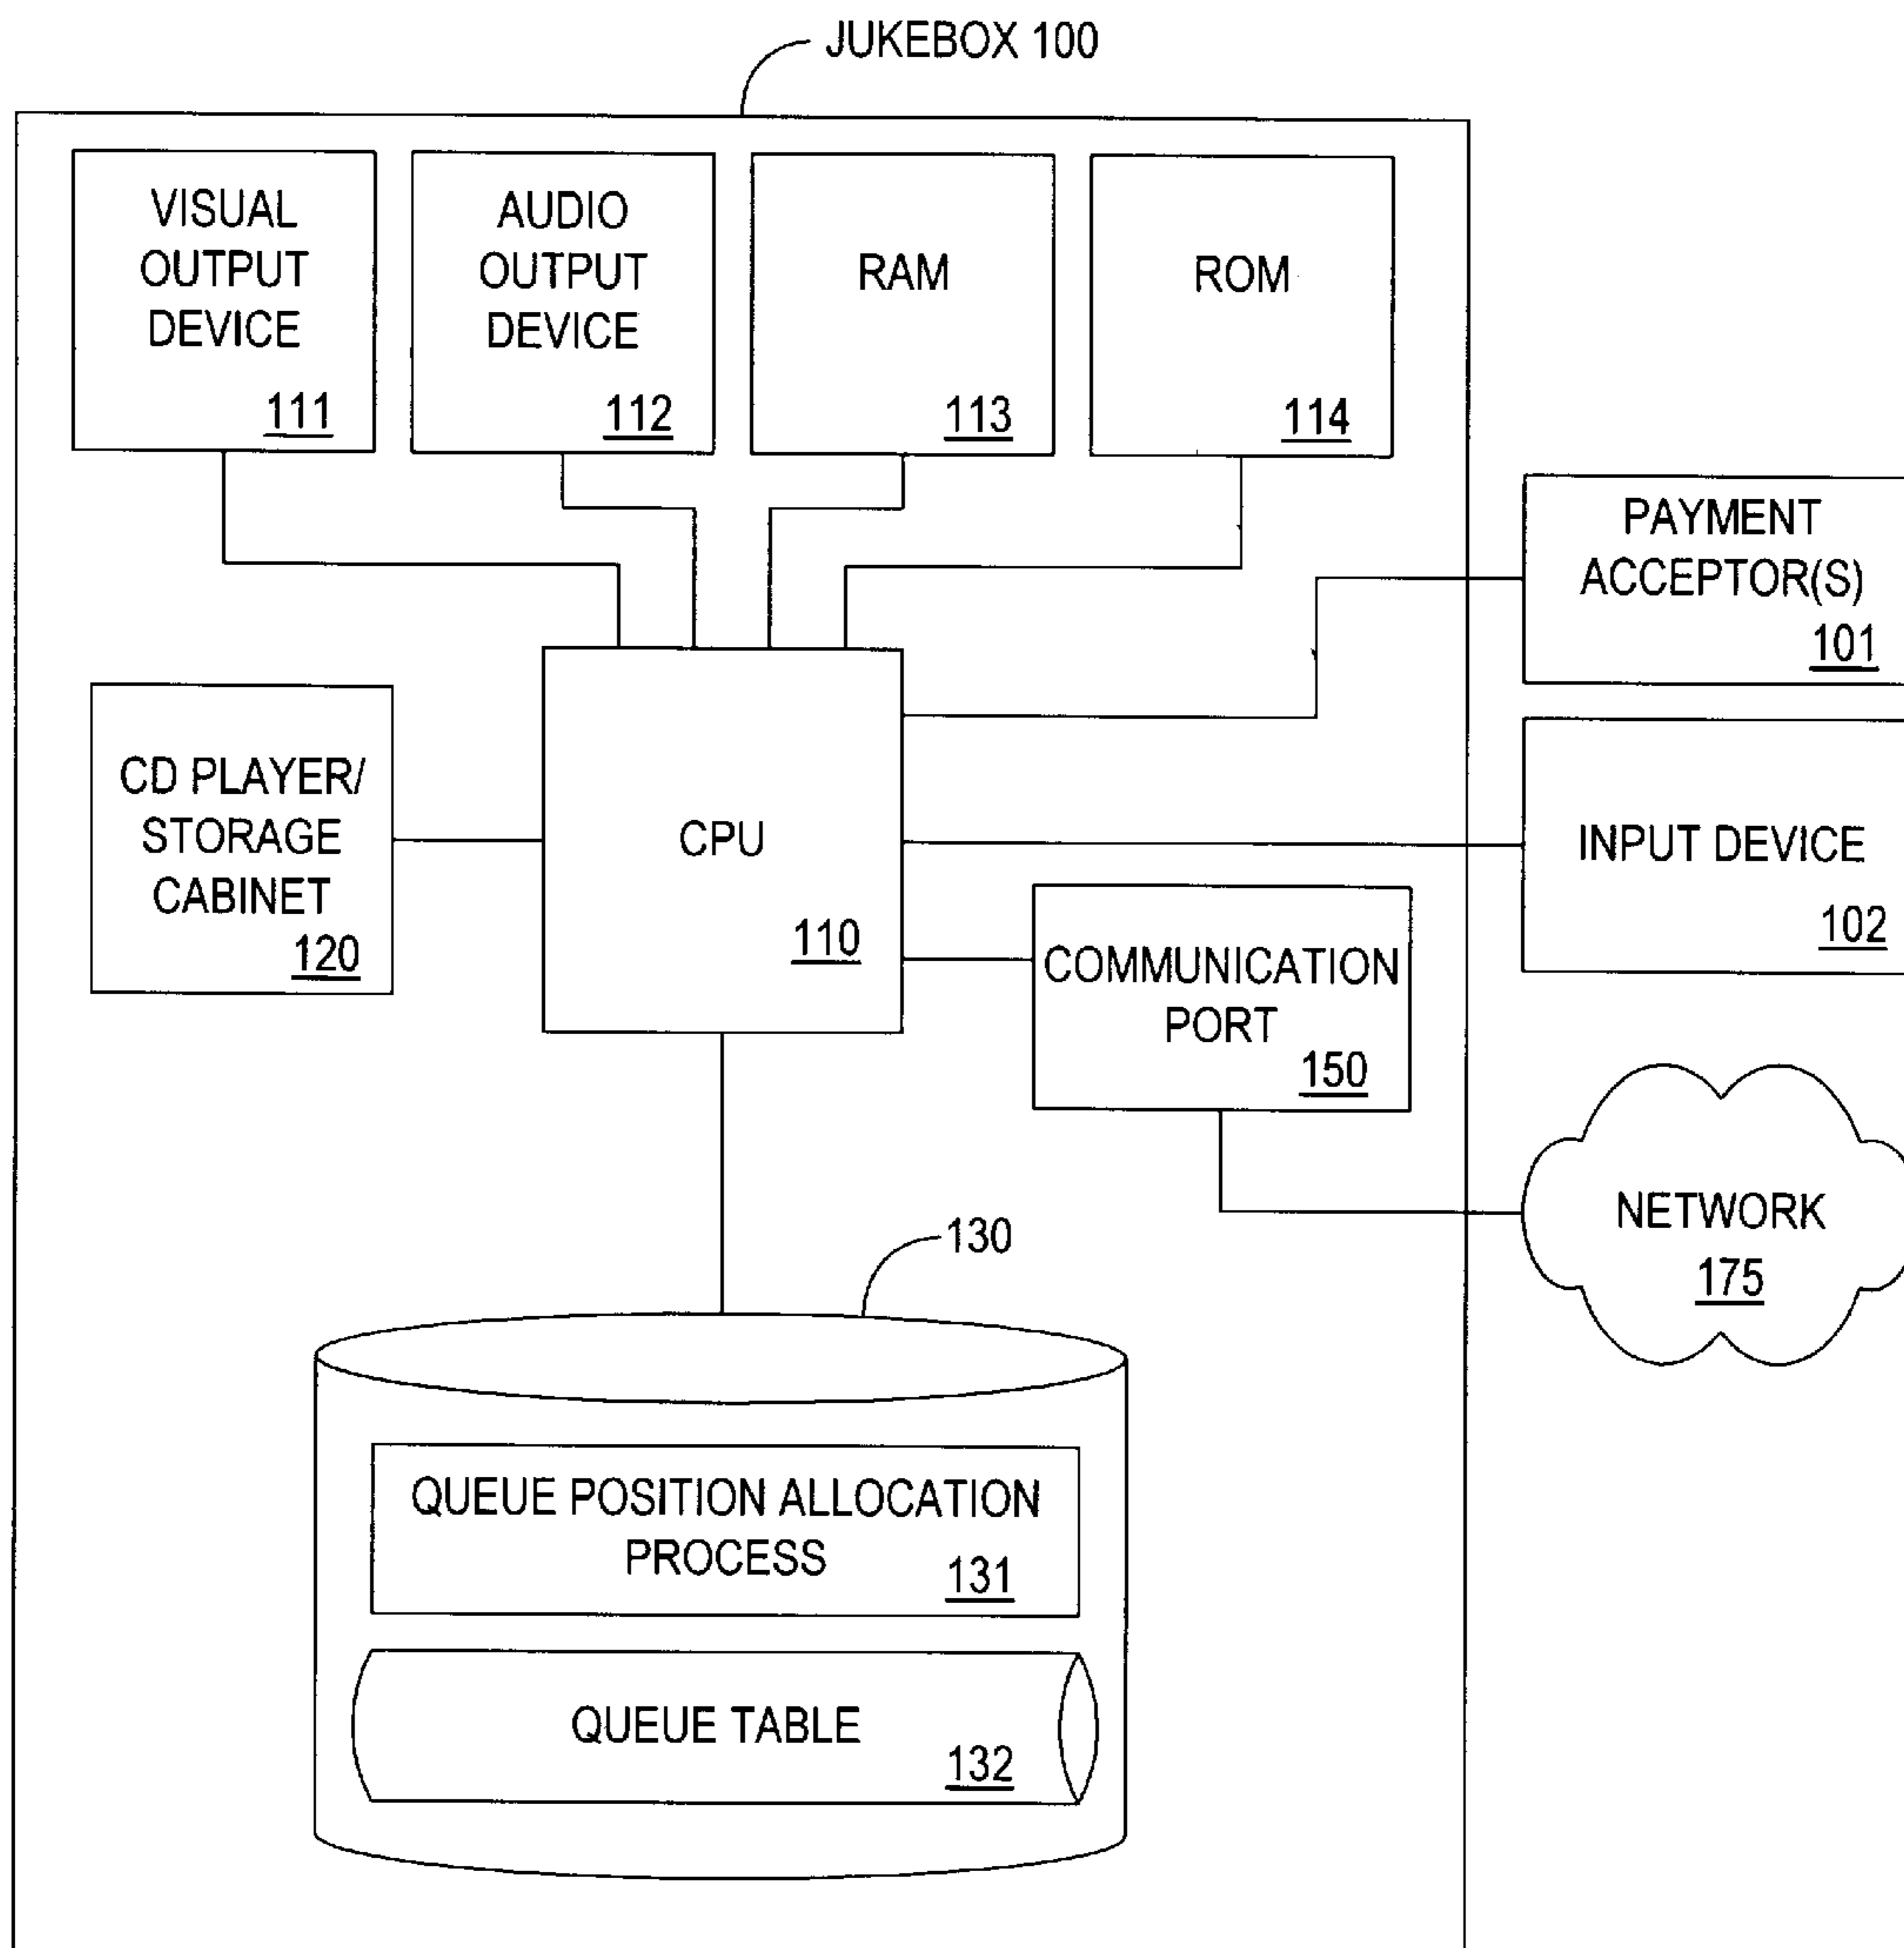 JUKEBOX 100
VISUAL
OUTPUT
DEVICE
111
AUDIO
OUTPUT
DEVICE
112
RAM
113
ROM
114
PAYMENT
ACCEPTOR(S)
101
CD PLAYER/
STORAGE
CABINET
120
CPU
110
INPUT DEVICE
102
COMMUNICATION
PORT
150
NETWORK
175
130
QUEUE POSITION ALLOCATION
PROCESS
131
QUEUE TABLE
132